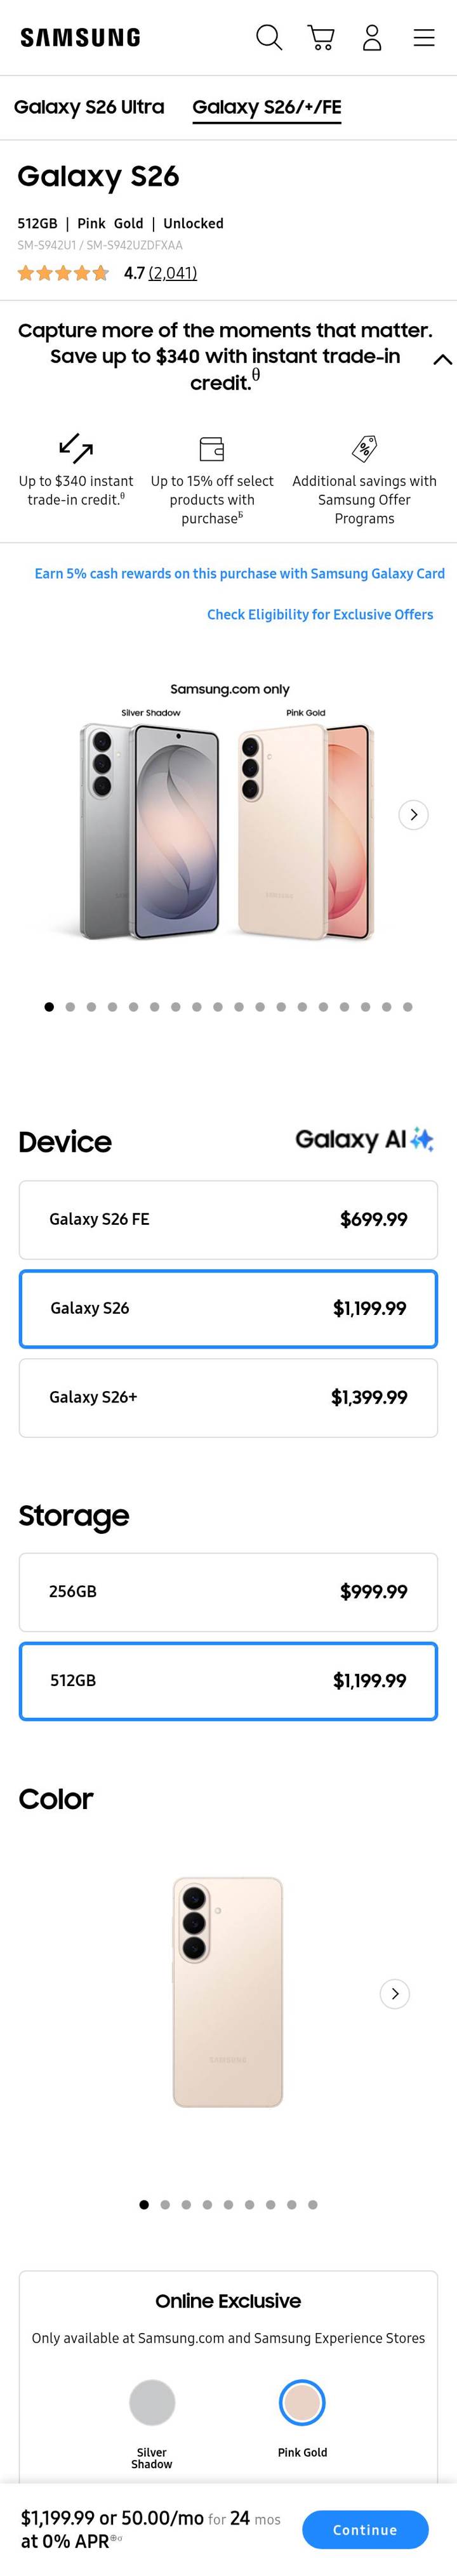 SAMSUNG
Galaxy S26 Ultra Galaxy S26/+/FE
Galaxy S26
512GB | Pink Gold | Unlocked
SM-S942U1 / SM-S942UZDFXAA
4.7 (2,041)
Capture more of the moments that matter.
Save up to $340 with instant trade-in
credit.θ
Up to $340 instant
trade-in credit.θ
Up to 15% off select
products with
purchaseƂ
Additional savings with
Samsung Offer
Programs
Earn 5% cash rewards on this purchase with Samsung Galaxy Card
Check Eligibility for Exclusive Offers
Samsung.com only
Silver Shadow
Pink Gold
Device
Galaxy AI
Galaxy S26 FE $699.99
Galaxy S26 $1,199.99
Galaxy S26+ $1,399.99
Storage
256GB $999.99
512GB $1,199.99
Color
SAMSUNG
Online Exclusive
Only available at Samsung.com and Samsung Experience Stores
Silver
Shadow
Pink Gold
$1,199.99 or 50.00/mo for 24 mos
at 0% APR⊕σ
Continue